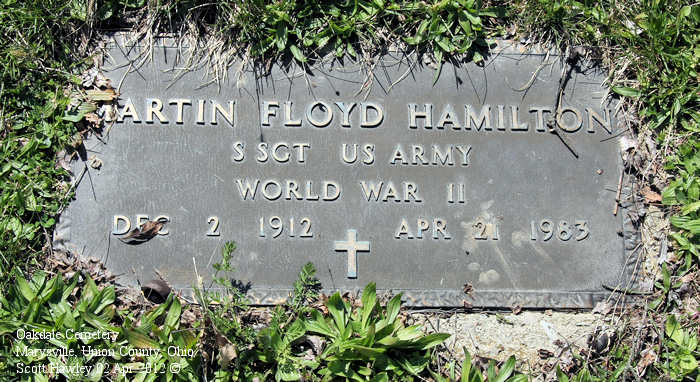 MARTIN FLOYD HAMILTON
S SGT US ARMY
WORLD WAR II
DEC 2 1912 APR 21 1983
Oakdale Cemetery
Marysville, Union County, Ohio
Scott Hawley 02 Apr 2012 ©